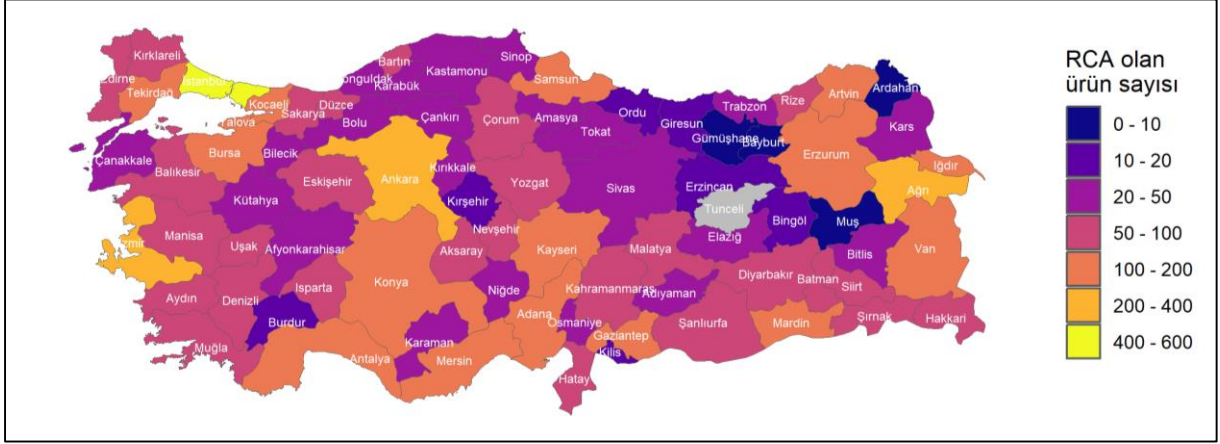 RCA olan
ürün sayısı
0 - 10
10 - 20
20 - 50
50 - 100
100 - 200
200 - 400
400 - 600
Kırklareli
Edirne
Tekirdağ
İstanbul
Kocaeli
Yalova
Sakarya
Düzce
Zonguldak
Bartın
Karabük
Kastamonu
Sinop
Samsun
Ordu
Giresun
Trabzon
Rize
Artvin
Ardahan
Kars
Gümüşhane
Bayburt
Erzurum
Iğdır
Ağrı
Çanakkale
Balıkesir
Bursa
Bilecik
Bolu
Çankırı
Çorum
Amasya
Tokat
Sivas
Erzincan
Tunceli
Bingöl
Muş
Eskişehir
Ankara
Kırıkkale
Kırşehir
Yozgat
Kütahya
Manisa
İzmir
Uşak
Afyonkarahisar
Nevşehir
Aksaray
Kayseri
Malatya
Elazığ
Bitlis
Van
Aydın
Denizli
Isparta
Konya
Niğde
Kahramanmaraş
Adıyaman
Diyarbakır
Batman
Siirt
Şırnak
Hakkari
Burdur
Muğla
Antalya
Karaman
Mersin
Adana
Osmaniye
Gaziantep
Kilis
Şanlıurfa
Mardin
Hatay